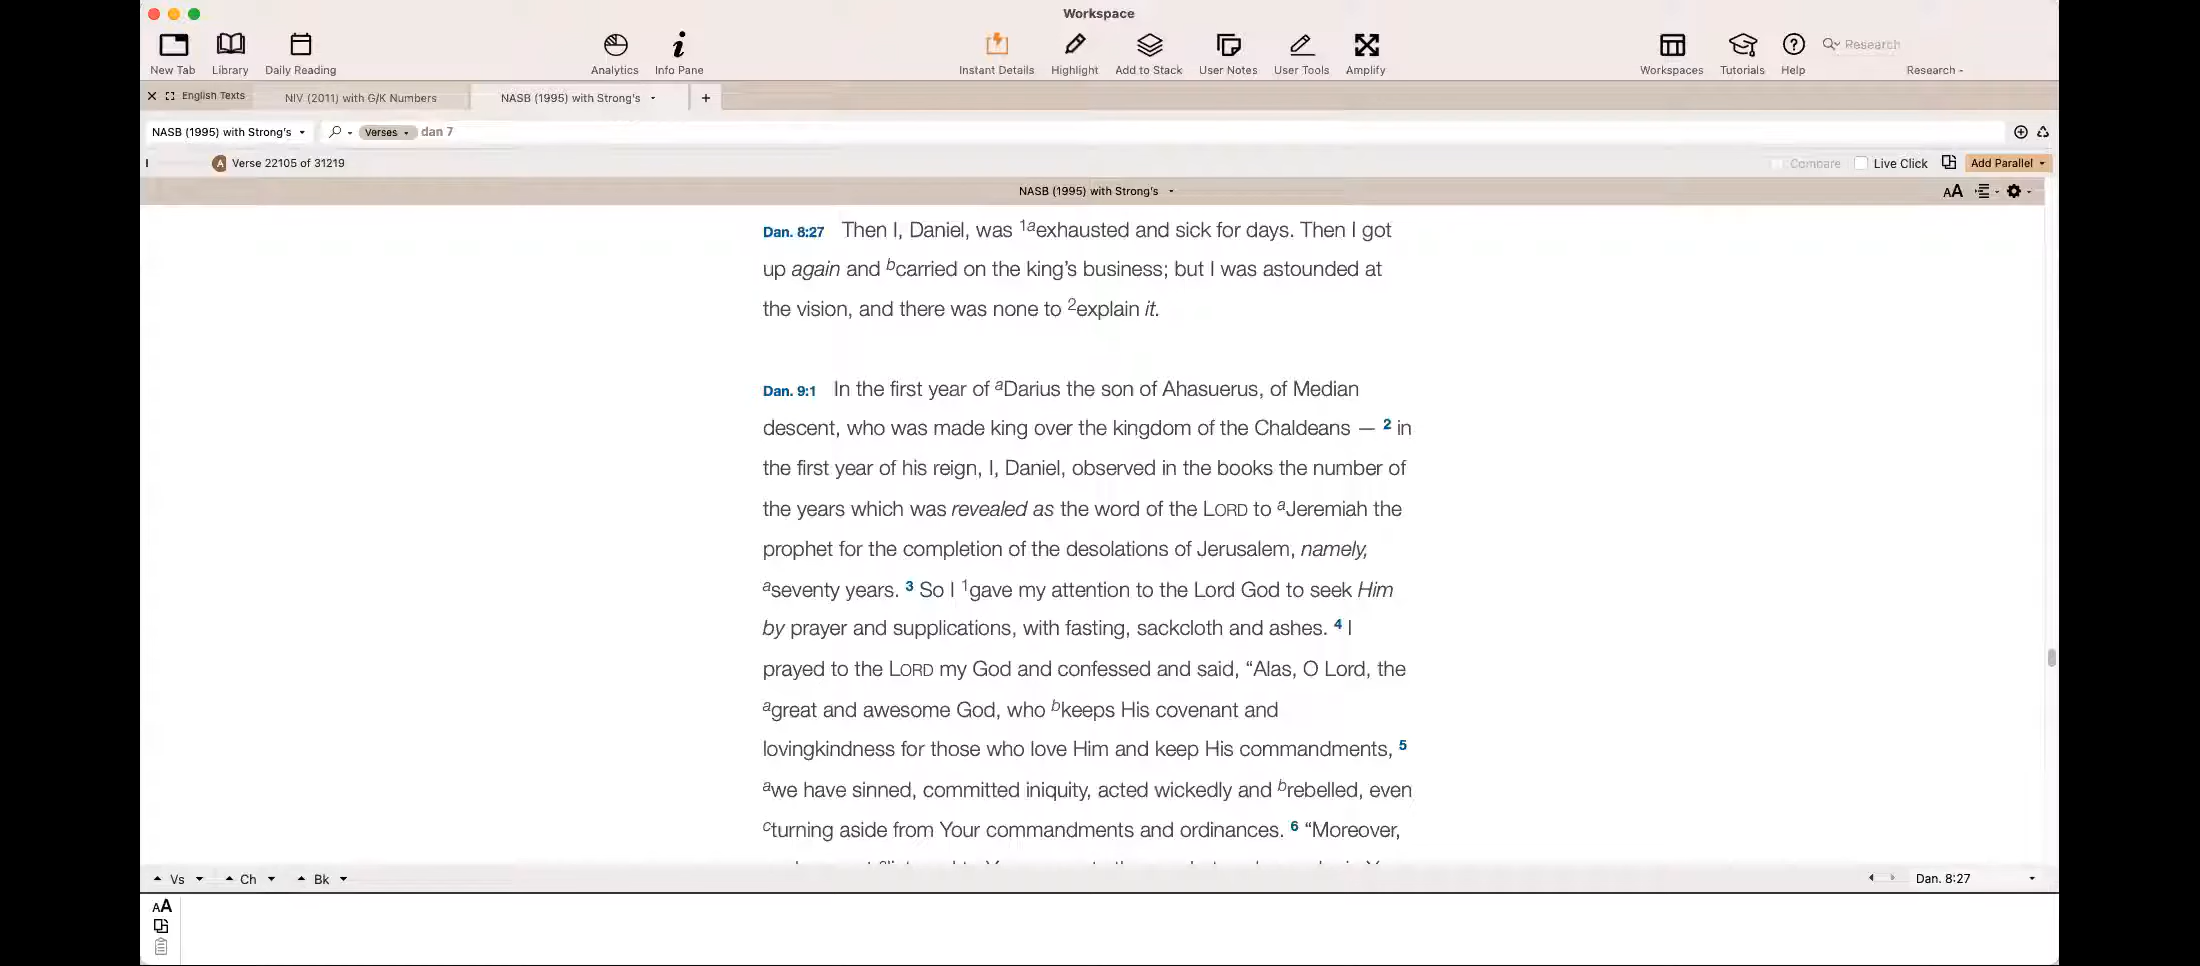 Workspace
New Tab Library Daily Reading Analytics Info Pane Instant Details Highlight Add to Stack User Notes User Tools Amplify Workspaces Tutorials Help Research
Research
English Texts NIV (2011) with G/K Numbers NASB (1995) with Strong's +
NASB (1995) with Strong's Verses dan 7
A Verse 22105 of 31219 Compare Live Click Add Parallel
NASB (1995) with Strong's AA
Dan. 8:27 Then I, Daniel, was 1aexhausted and sick for days. Then I got
up again and bcarried on the king’s business; but I was astounded at
the vision, and there was none to 2explain it.
Dan. 9:1 In the first year of aDarius the son of Ahasuerus, of Median
descent, who was made king over the kingdom of the Chaldeans — 2 in
the first year of his reign, I, Daniel, observed in the books the number of
the years which was revealed as the word of the LORD to aJeremiah the
prophet for the completion of the desolations of Jerusalem, namely,
aseventy years. 3 So I 1gave my attention to the Lord God to seek Him
by prayer and supplications, with fasting, sackcloth and ashes. 4 I
prayed to the LORD my God and confessed and said, “Alas, O Lord, the
agreat and awesome God, who bkeeps His covenant and
lovingkindness for those who love Him and keep His commandments, 5
awe have sinned, committed iniquity, acted wickedly and brebelled, even
cturning aside from Your commandments and ordinances. 6 “Moreover,
Vs Ch Bk Dan. 8:27
AA